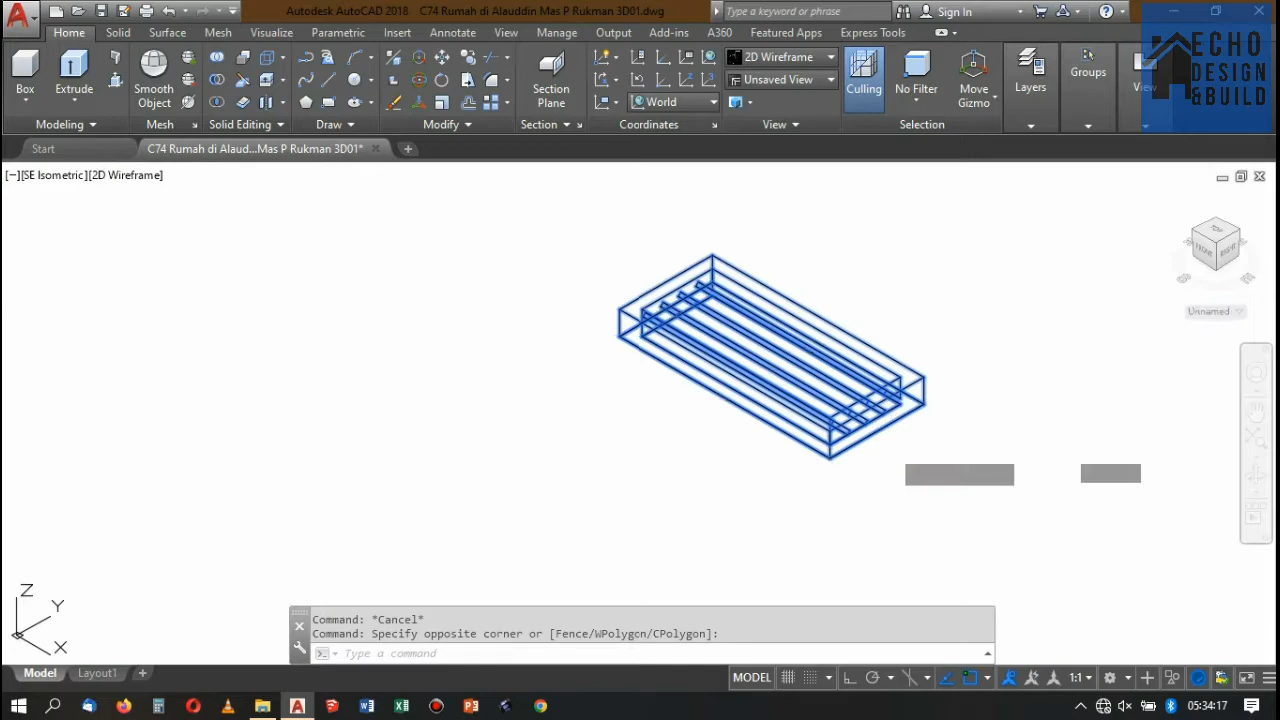 Autodesk AutoCAD 2018 C74 Rumah di Alauddin Mas P Rukman 3D01.dwg
Type a keyword or phrase
Sign In
Home Solid Surface Mesh Visualize Parametric Insert Annotate View Manage Output Add-ins A360 Featured Apps Express Tools
ECHO
DESIGN
&BUILD
2D Wireframe
Unsaved View
World
Box Extrude Smooth
Object Section
Plane Culling No Filter Move
Gizmo Layers Groups View
Modeling Mesh Solid Editing Draw Modify Section Coordinates View Selection
Start C74 Rumah di Alaud...Mas P Rukman 3D01*
[−][SE Isometric][2D Wireframe]
TOP
FRONT RIGHT
Unnamed
Z
Y
X
Command: *Cancel*
Command: Specify opposite corner or [Fence/WPolygon/CPolygon]:
Type a command
Model Layout1 MODEL 1:1
05:34:17